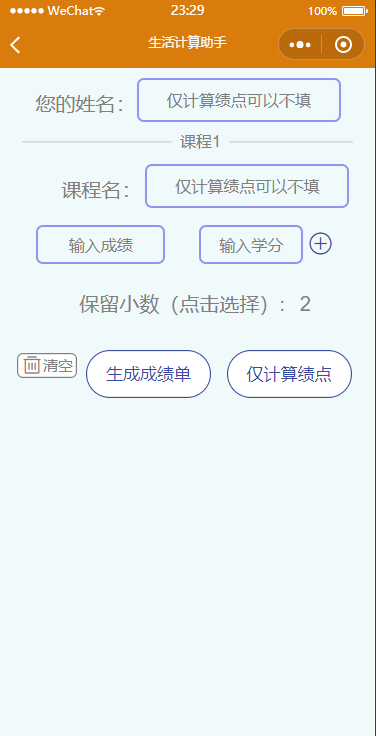 WeChat 23:29 100%
生活计算助手
您的姓名: 仅计算绩点可以不填
课程1
课程名: 仅计算绩点可以不填
输入成绩 输入学分
保留小数（点击选择）: 2
清空 生成成绩单 仅计算绩点